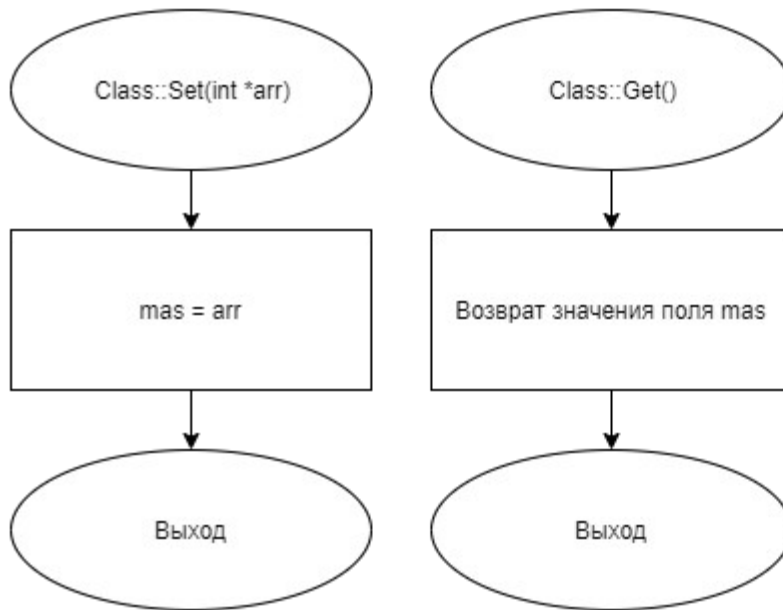 Class::Set(int *arr)
mas = arr
Выход
Class::Get()
Возврат значения поля mas
Выход